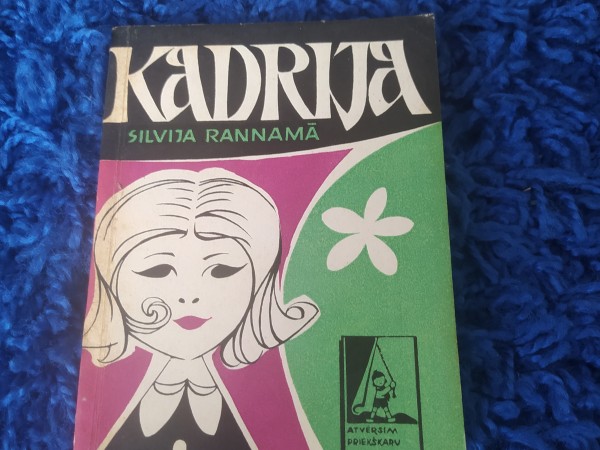 KADRIJA
SILVIJA RANNAMĀ
ATVĒRSIM
PRIEKŠKARU